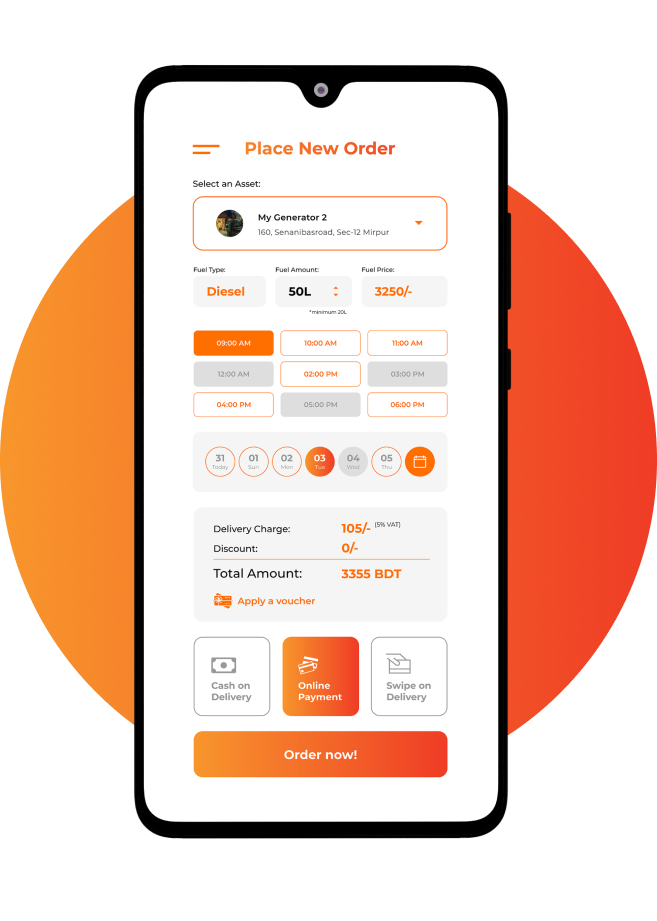 Place New Order
Select an Asset:
My Generator 2
160, Senanibasroad, Sec-12 Mirpur
Fuel Type: Fuel Amount: Fuel Price:
Diesel 50L 3250/-
*minimum 20L
09:00 AM 10:00 AM 11:00 AM
12:00 AM 02:00 PM 03:00 PM
04:00 PM 05:00 PM 06:00 PM
31 01 02 03 04 05
Today Sun Mon Tue Wed Thu
Delivery Charge: 105/- (5% VAT)
Discount: 0/-
Total Amount: 3355 BDT
Apply a voucher
Cash on Online Swipe on
Delivery Payment Delivery
Order now!